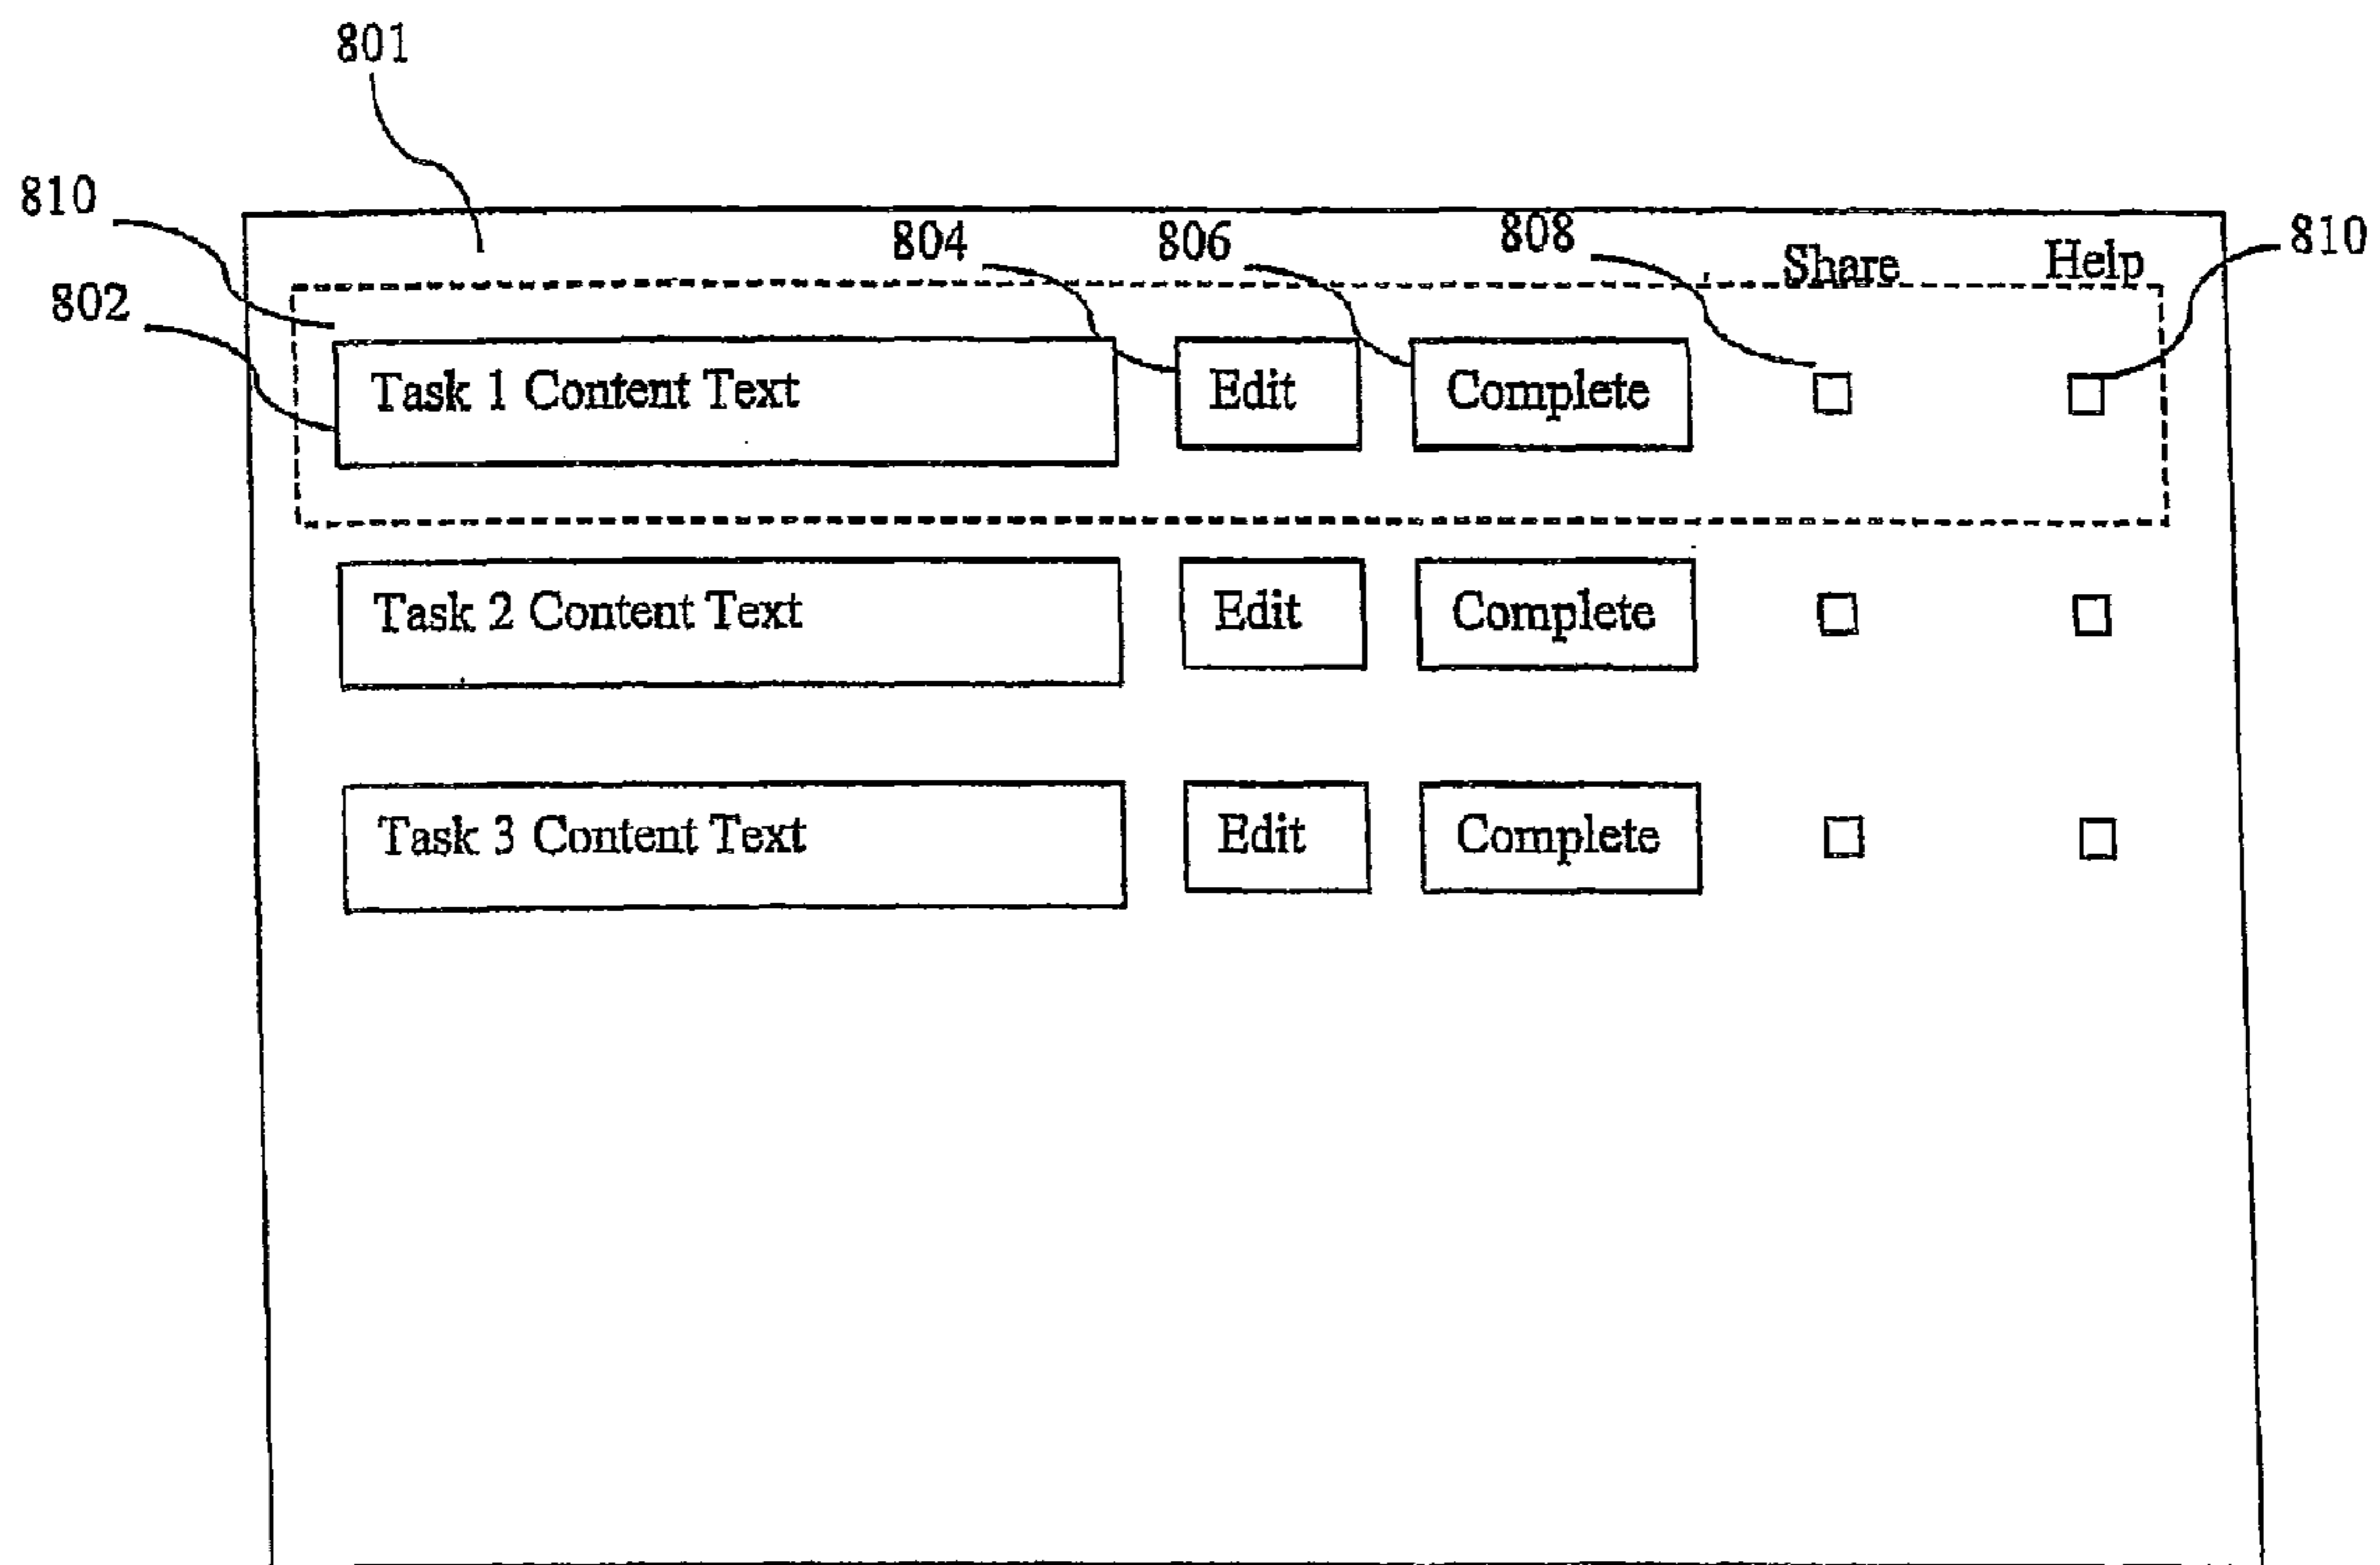 801
810
804 806 808 Share Help 810
802
Task 1 Content Text Edit Complete
Task 2 Content Text Edit Complete
Task 3 Content Text Edit Complete